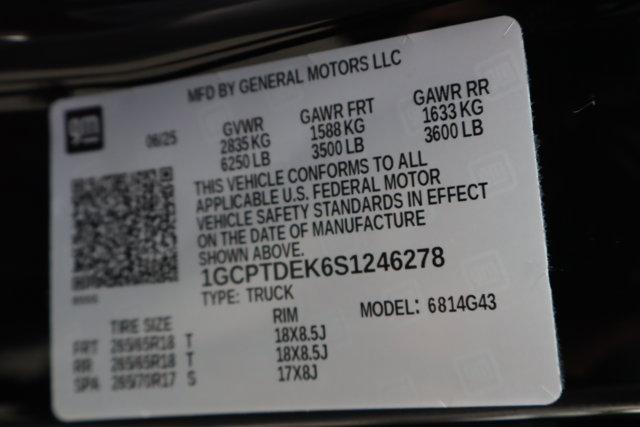 MFD BY GENERAL MOTORS LLC
gm
06/25
GVWR GAWR FRT GAWR RR
2835 KG 1588 KG 1633 KG
6250 LB 3500 LB 3600 LB
THIS VEHICLE CONFORMS TO ALL
APPLICABLE U.S. FEDERAL MOTOR
VEHICLE SAFETY STANDARDS IN EFFECT
ON THE DATE OF MANUFACTURE
SHOWN ABOVE.
1GCPTDEK6S1246278
TYPE: TRUCK MODEL: 6814G43
TIRE SIZE RIM
FRT 265/65R18 T 18X8.5J
RR 265/65R18 T 18X8.5J
SPA 265/70R17 S 17X8J